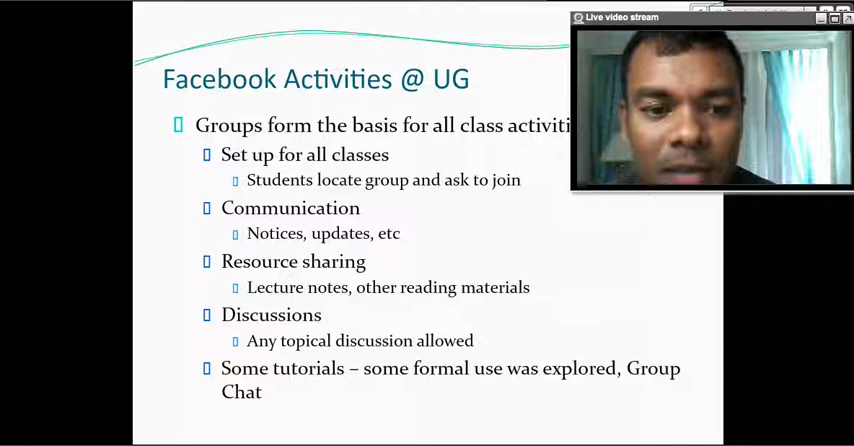 Live video stream
Facebook Activities @ UG
Groups form the basis for all class activiti
Set up for all classes
Students locate group and ask to join
Communication
Notices, updates, etc
Resource sharing
Lecture notes, other reading materials
Discussions
Any topical discussion allowed
Some tutorials – some formal use was explored, Group
Chat